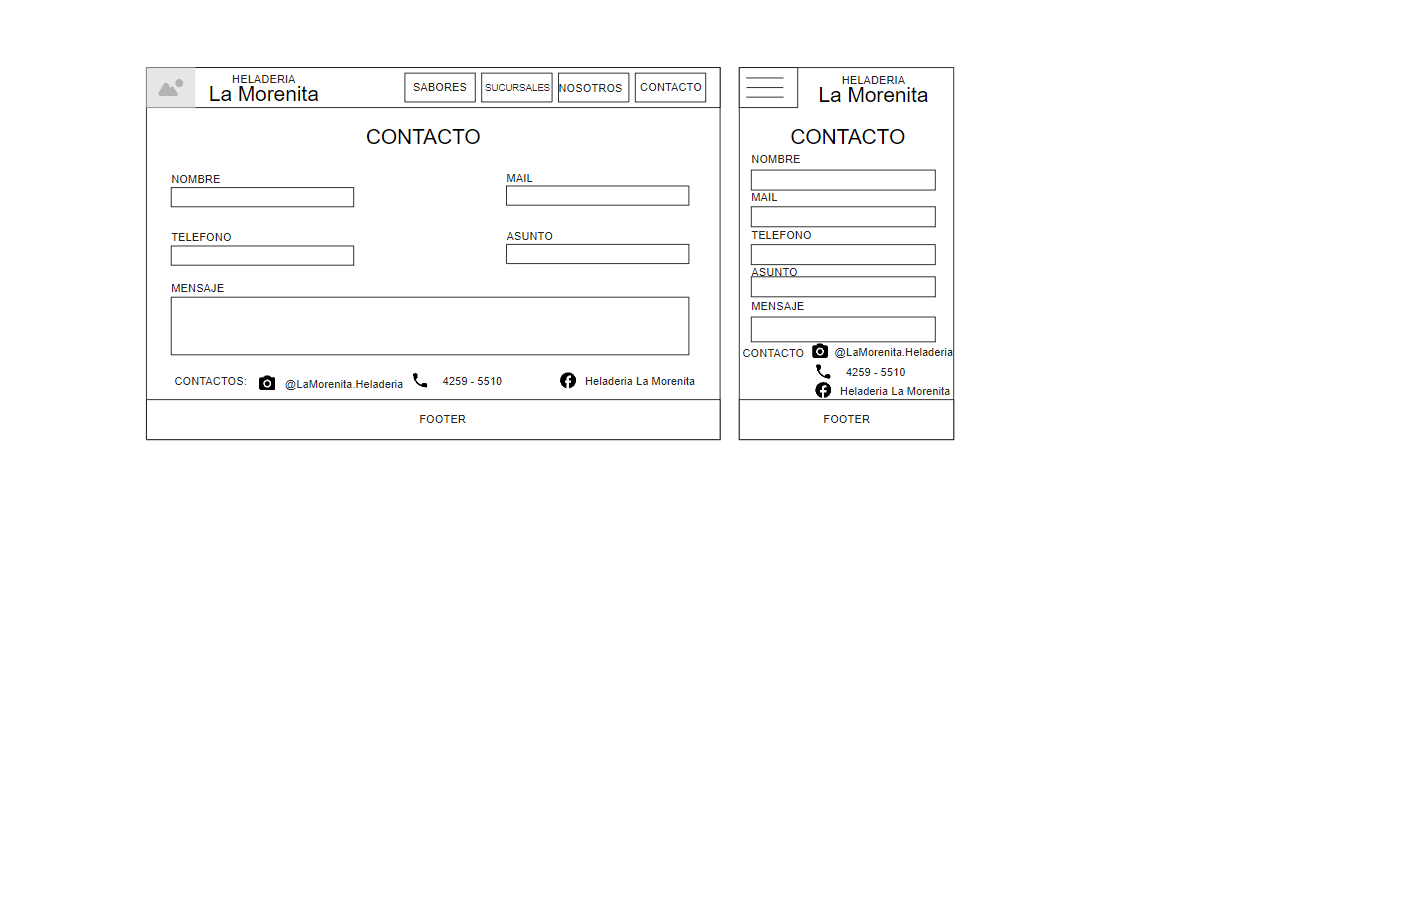 HELADERIA
La Morenita
SABORES
SUCURSALES
NOSOTROS
CONTACTO
CONTACTO
NOMBRE
MAIL
TELEFONO
ASUNTO
MENSAJE
CONTACTOS:
@LaMorenita.Heladeria
4259 - 5510
Heladeria La Morenita
FOOTER
HELADERIA
La Morenita
CONTACTO
NOMBRE
MAIL
TELEFONO
ASUNTO
MENSAJE
CONTACTO
@LaMorenita.Heladeria
4259 - 5510
Heladeria La Morenita
FOOTER